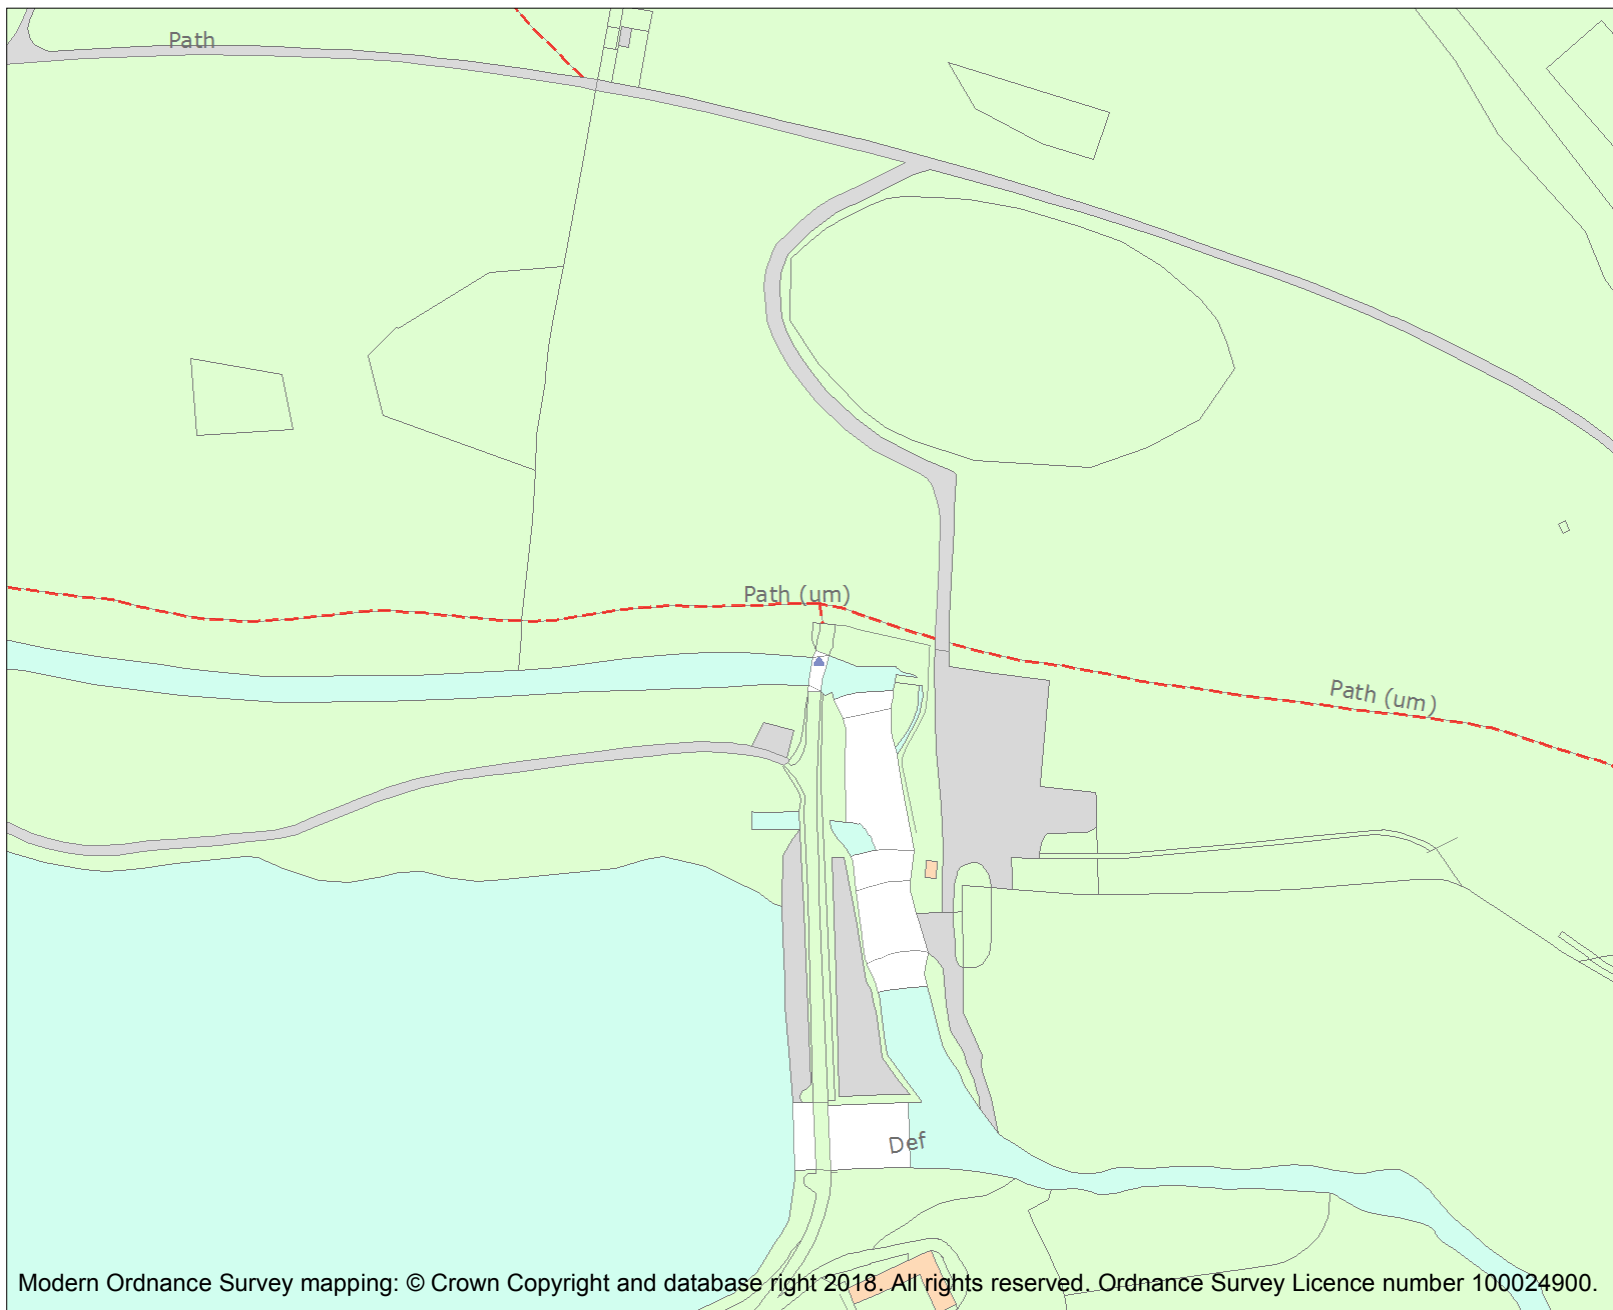 Path
Path (um)
Path (um)
Def
Modern Ordnance Survey mapping: © Crown Copyright and database right 2018. All rights reserved. Ordnance Survey Licence number 100024900.